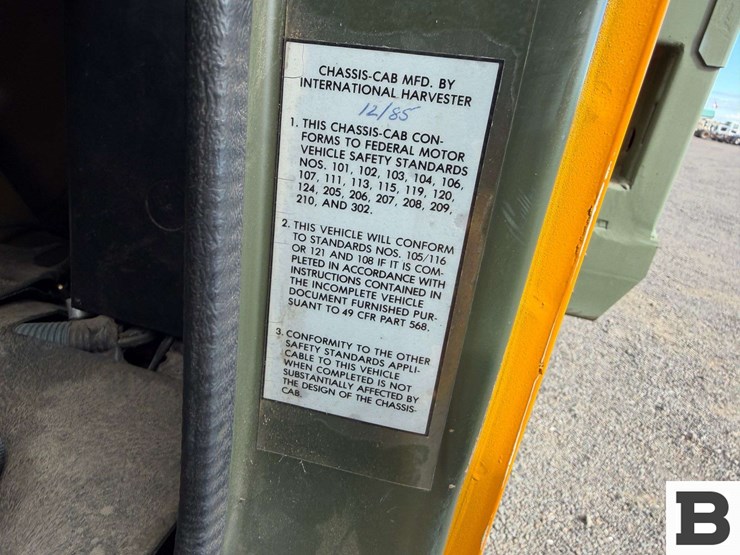 CHASSIS-CAB MFD. BY
INTERNATIONAL HARVESTER
12/85
1. THIS CHASSIS-CAB CON-
FORMS TO FEDERAL MOTOR
VEHICLE SAFETY STANDARDS
NOS. 101, 102, 103, 104, 106,
107, 111, 113, 115, 119, 120,
124, 205, 206, 207, 208, 209,
210, AND 302.
2. THIS VEHICLE WILL CONFORM
TO STANDARDS NOS. 105/116
OR 121 AND 108 IF IT IS COM-
PLETED IN ACCORDANCE WITH
INSTRUCTIONS CONTAINED IN
THE INCOMPLETE VEHICLE
DOCUMENT FURNISHED PUR-
SUANT TO 49 CFR PART 568.
3. CONFORMITY TO THE OTHER
SAFETY STANDARDS APPLI-
CABLE TO THIS VEHICLE
WHEN COMPLETED IS NOT
SUBSTANTIALLY AFFECTED BY
THE DESIGN OF THE CHASSIS-
CAB.
B